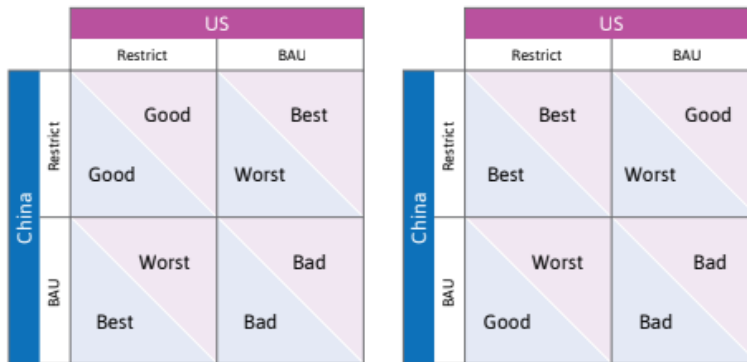 US US
Restrict BAU Restrict BAU
China Restrict Good Best China Restrict Best Good
Good Worst Best Worst
BAU Worst Bad BAU Worst Bad
Best Bad Good Bad